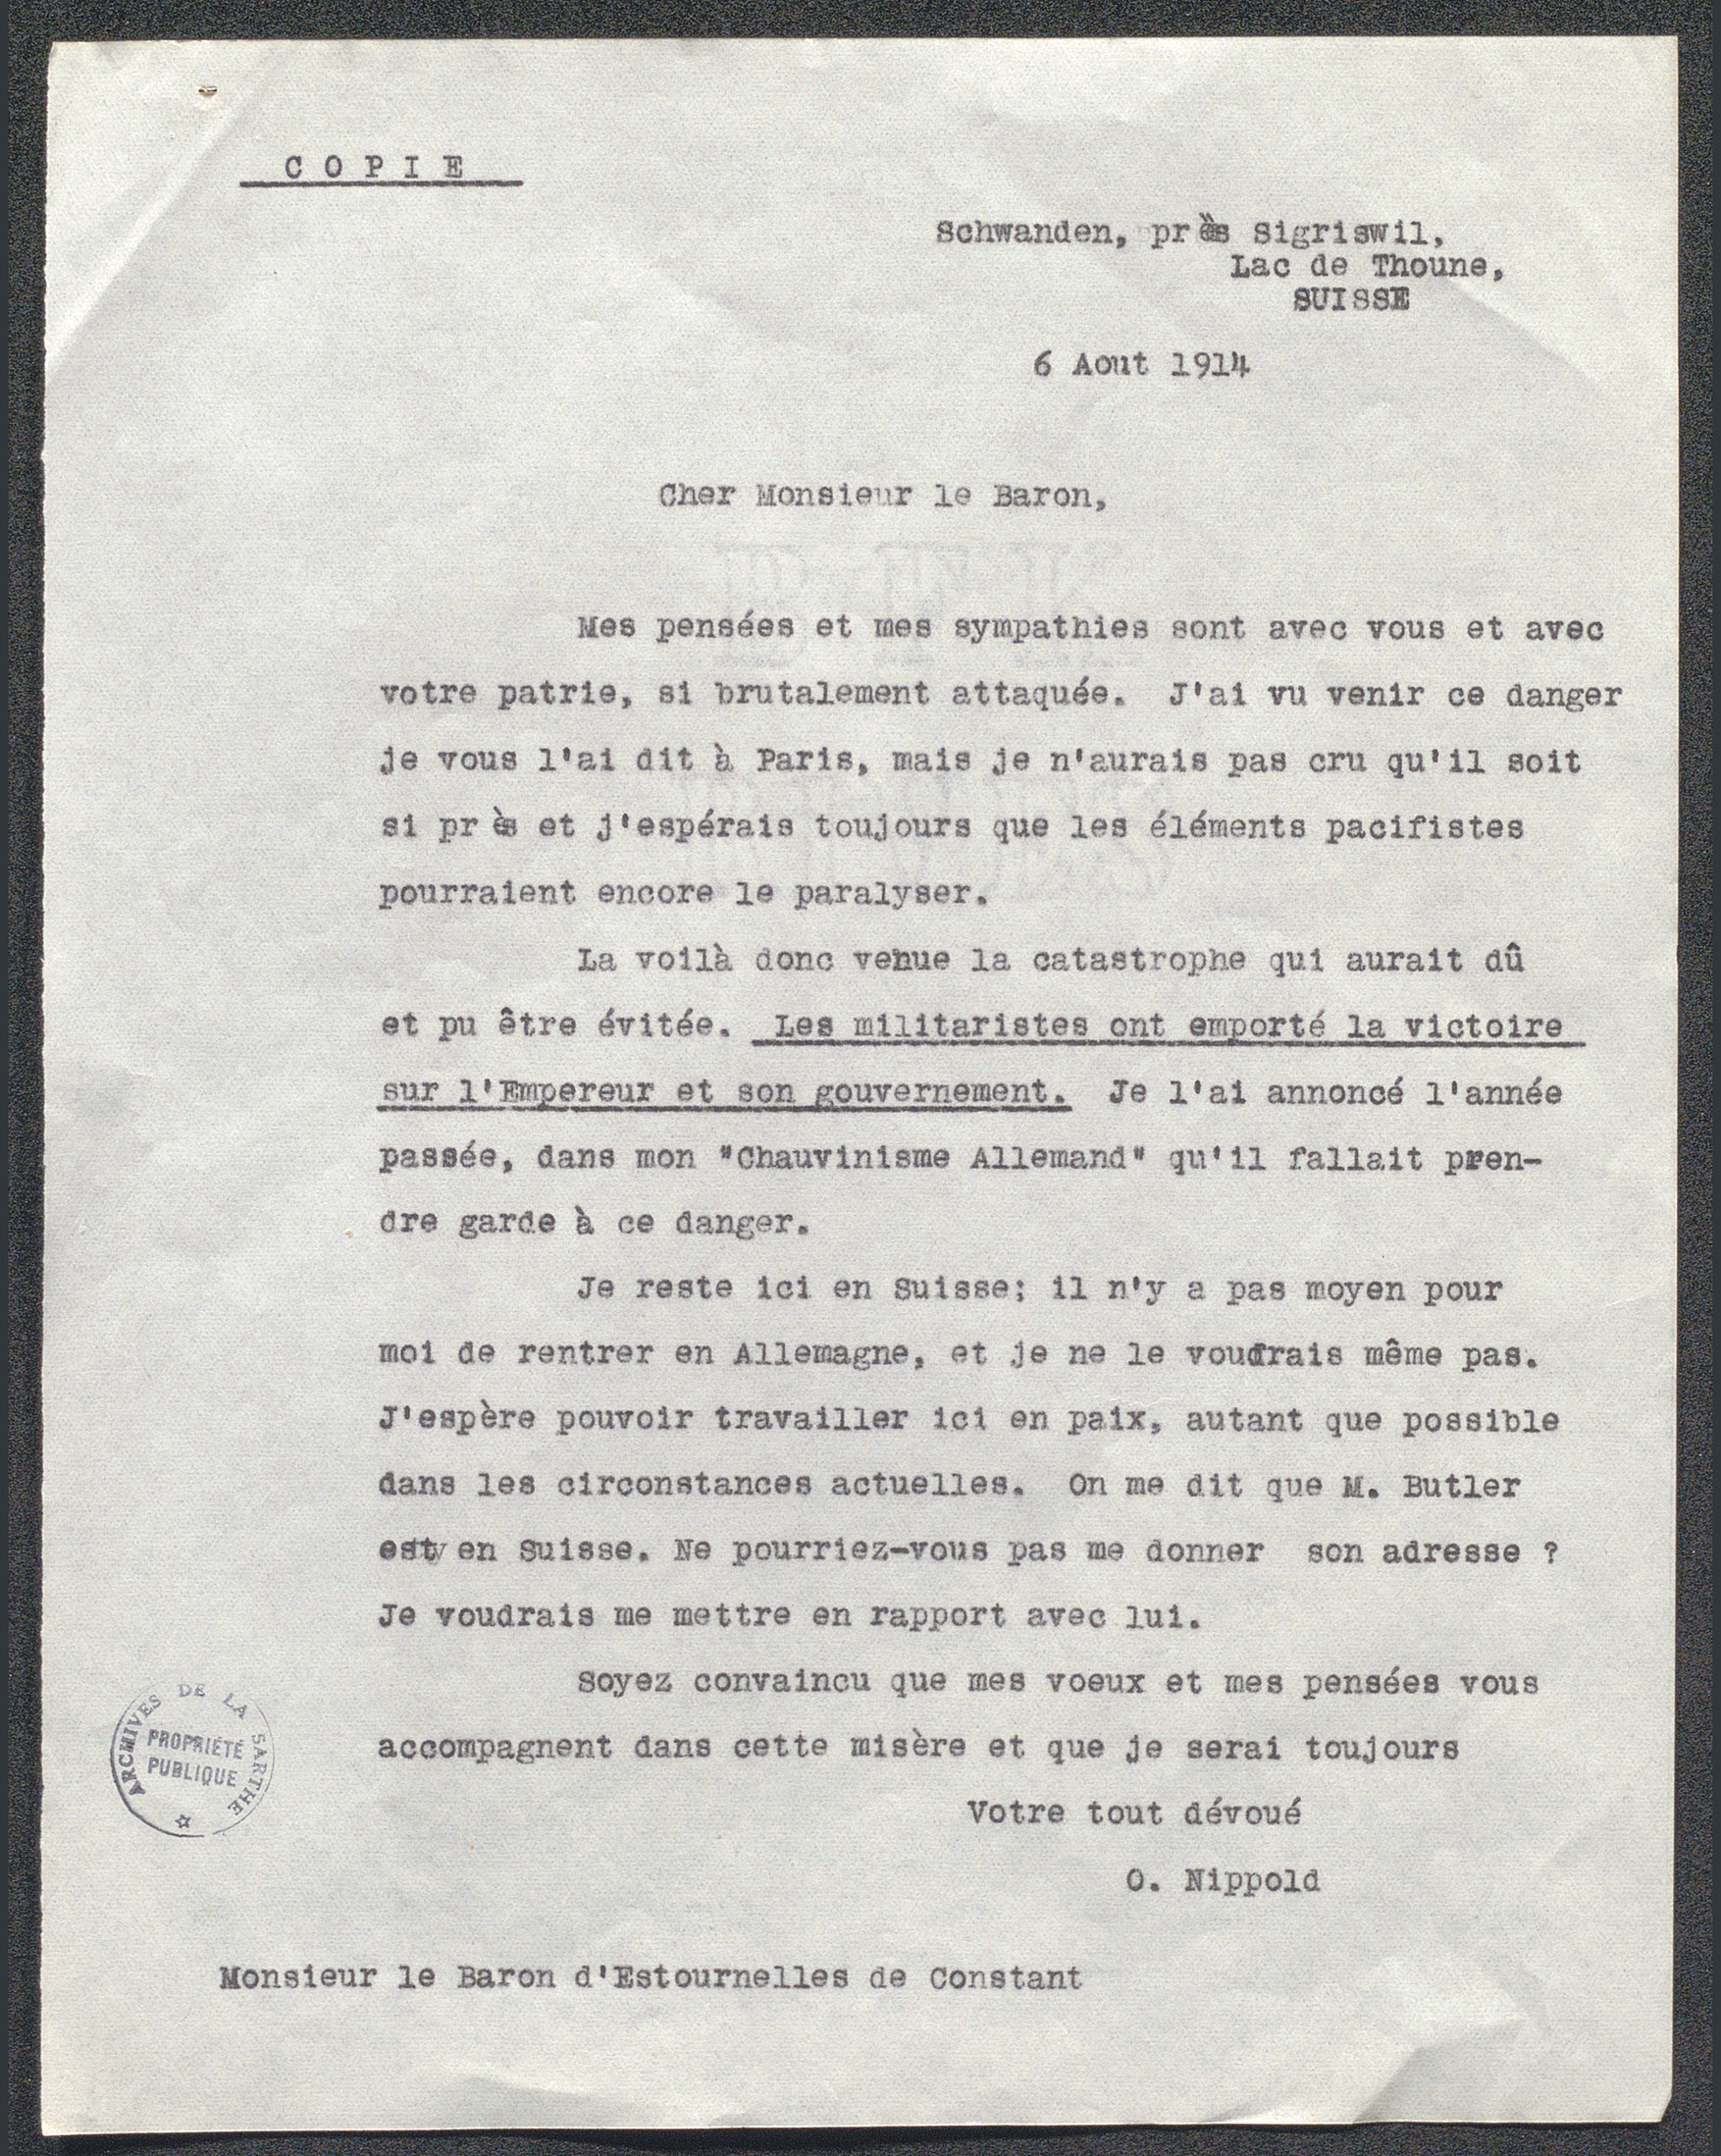 COPIE
Schwanden, près Sigriswil,
Lac de Thoune,
SUISSE
6 Aout 1914
Cher Monsieur le Baron,
Mes pensées et mes sympathies sont avec vous et avec
votre patrie, si brutalement attaquée. J'ai vu venir ce danger
je vous l'ai dit à Paris, mais je n'aurais pas cru qu'il soit
si près et j'espérais toujours que les éléments pacifistes
pourraient encore le paralyser.
La voilà donc venue la catastrophe qui aurait dû
et pu être évitée. Les militaristes ont emporté la victoire
sur l'Empereur et son gouvernement. Je l'ai annoncé l'année
passée, dans mon "Chauvinisme Allemand" qu'il fallait pren-
dre garde à ce danger.
Je reste ici en Suisse; il n'y a pas moyen pour
moi de rentrer en Allemagne, et je ne le voudrais même pas.
J'espère pouvoir travailler ici en paix, autant que possible
dans les circonstances actuelles. On me dit que M. Butler
est en Suisse. Ne pourriez-vous pas me donner son adresse ?
Je voudrais me mettre en rapport avec lui.
Soyez convaincu que mes voeux et mes pensées vous
accompagnent dans cette misère et que je serai toujours
Votre tout dévoué
O. Nippold
Monsieur le Baron d'Estournelles de Constant
ARCHIVES DE LA SARTHE
PROPRIÉTÉ
PUBLIQUE